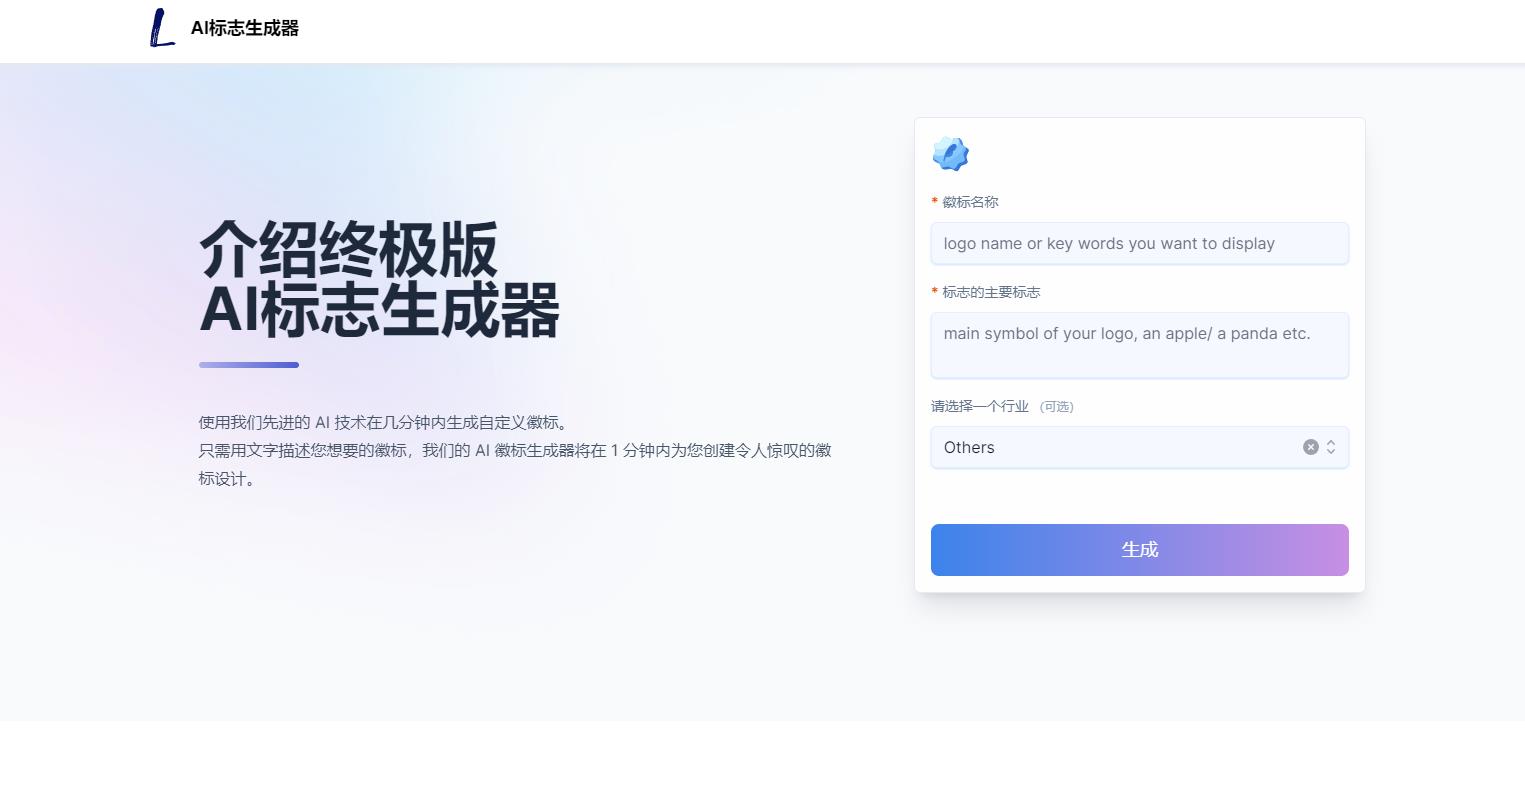 AI标志生成器
介绍终极版
AI标志生成器
使用我们先进的 AI 技术在几分钟内生成自定义徽标。
只需用文字描述您想要的徽标，我们的 AI 徽标生成器将在 1 分钟内为您创建令人惊叹的徽
标设计。
* 徽标名称
logo name or key words you want to display
* 标志的主要标志
main symbol of your logo, an apple/ a panda etc.
请选择一个行业 (可选)
Others
生成